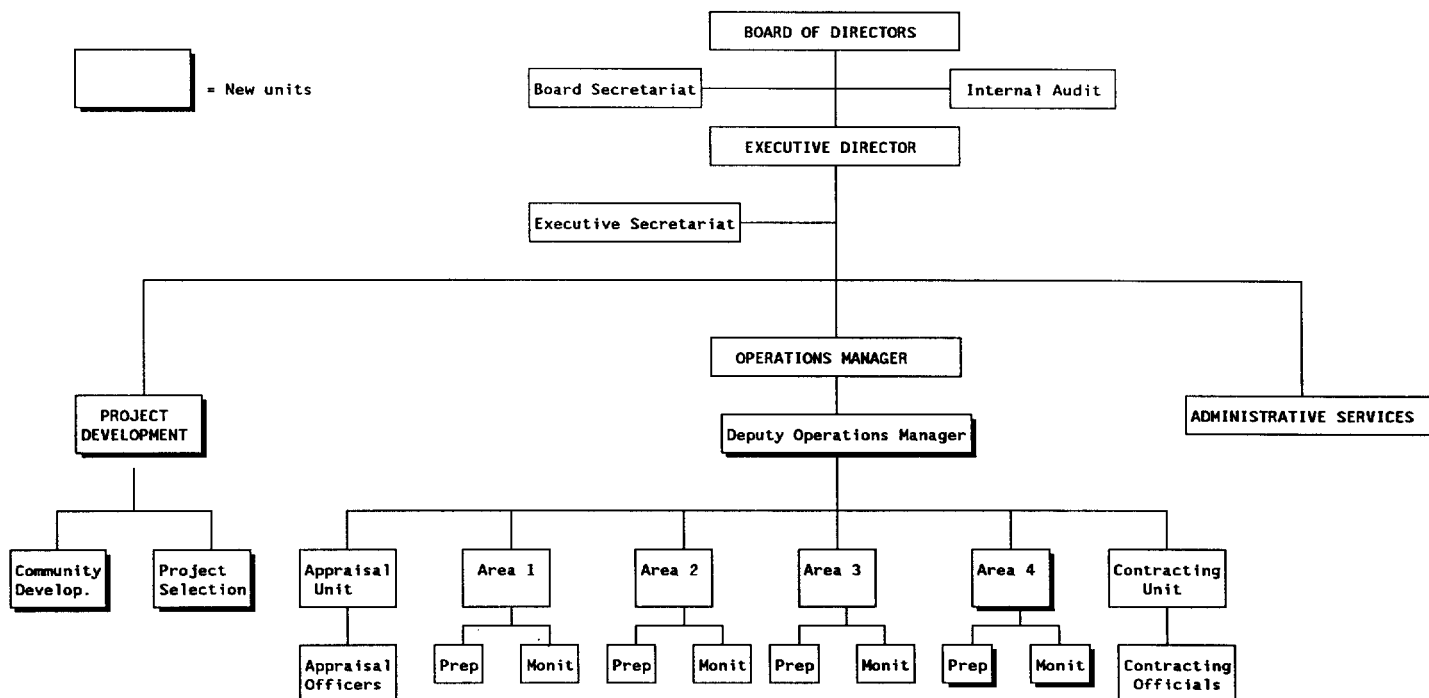 BOARD OF DIRECTORS
= New units
Board Secretariat
Internal Audit
EXECUTIVE DIRECTOR
Executive Secretariat
OPERATIONS MANAGER
PROJECT
DEVELOPMENT
ADMINISTRATIVE SERVICES
Deputy Operations Manager
Community
Develop.
Project
Selection
Appraisal
Unit
Area 1
Area 2
Area 3
Area 4
Contracting
Unit
Appraisal
Officers
Prep
Monit
Prep
Monit
Prep
Monit
Prep
Monit
Contracting
Officials